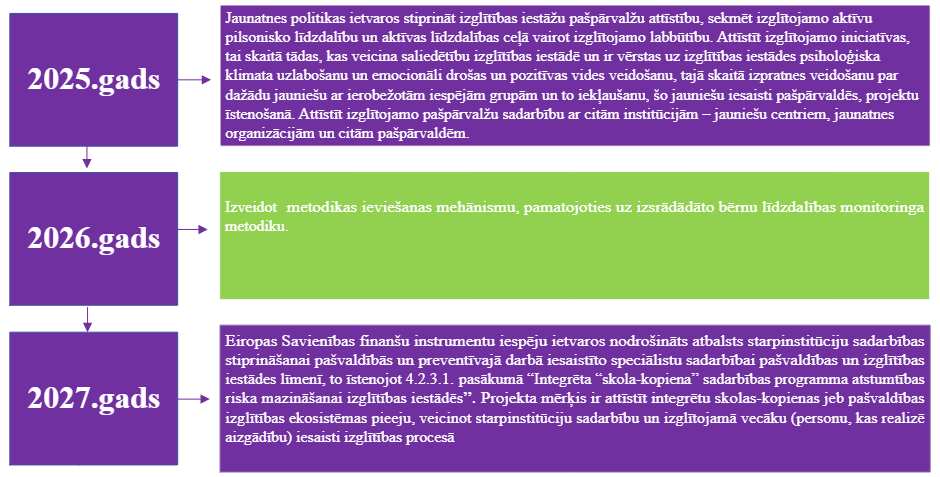 2025.gads
Jaunatnes politikas ietvaros stiprināt izglītības iestāžu pašpārvalžu attīstību, sekmēt izglītojamo aktīvu
pilsonisko līdzdalību un aktīvas līdzdalības ceļā vairot izglītojamo labbūtību. Attīstīt izglītojamo iniciatīvas,
tai skaitā tādas, kas veicina saliedētību izglītības iestādē un ir vērstas uz izglītības iestādes psiholoģiska
klimata uzlabošanu un emocionāli drošas un pozitīvas vides veidošanu, tajā skaitā izpratnes veidošanu par
dažādu jauniešu ar ierobežotām iespējām grupām un to iekļaušanu, šo jauniešu iesaisti pašpārvaldēs, projektu
īstenošanā. Attīstīt izglītojamo pašpārvalžu sadarbību ar citām institūcijām – jauniešu centriem, jaunatnes
organizācijām un citām pašpārvaldēm.
2026.gads
Izveidot metodikas ieviešanas mehānismu, pamatojoties uz izsrādādāto bērnu līdzdalības monitoringa
metodiku.
2027.gads
Eiropas Savienības finanšu instrumentu iespēju ietvaros nodrošināts atbalsts starpinstitūciju sadarbības
stiprināšanai pašvaldībās un preventīvajā darbā iesaistīto speciālistu sadarbībai pašvaldības un izglītības
iestādes līmenī, to īstenojot 4.2.3.1. pasākumā “Integrēta “skola-kopiena” sadarbības programma atstumtības
riska mazināšanai izglītības iestādēs”. Projekta mērķis ir attīstīt integrētu skolas-kopienas jeb pašvaldības
izglītības ekosistēmas pieeju, veicinot starpinstitūciju sadarbību un izglītojamā vecāku (personu, kas realizē
aizgādību) iesaisti izglītības procesā